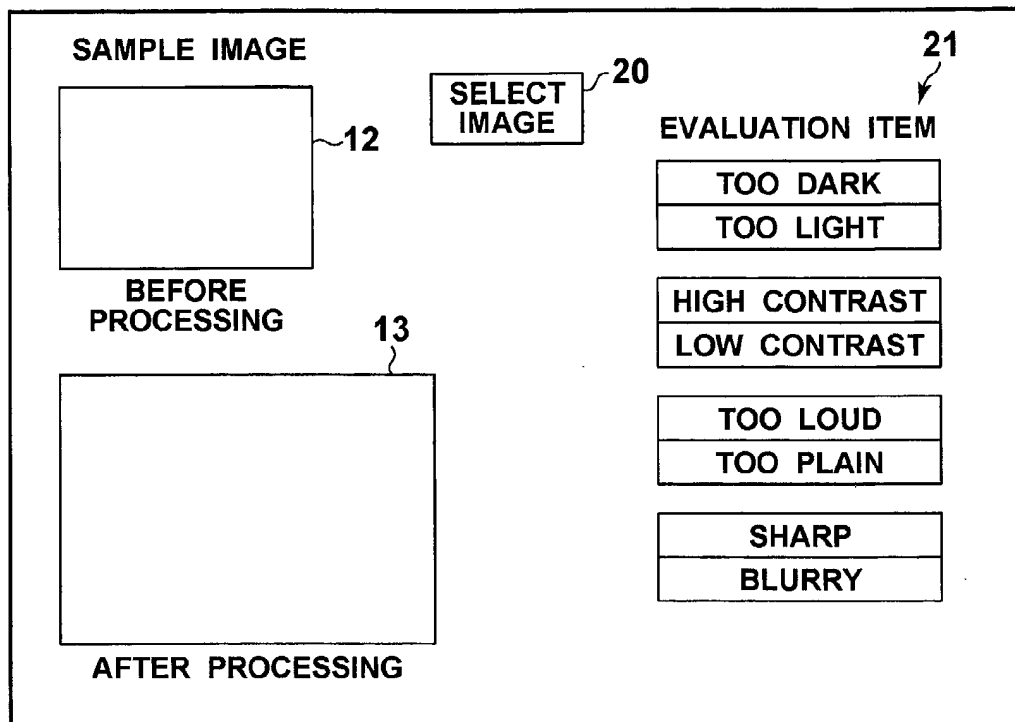 SAMPLE IMAGE
12
BEFORE
PROCESSING
13
AFTER PROCESSING
SELECT
IMAGE
20
21
EVALUATION ITEM
TOO DARK
TOO LIGHT
HIGH CONTRAST
LOW CONTRAST
TOO LOUD
TOO PLAIN
SHARP
BLURRY